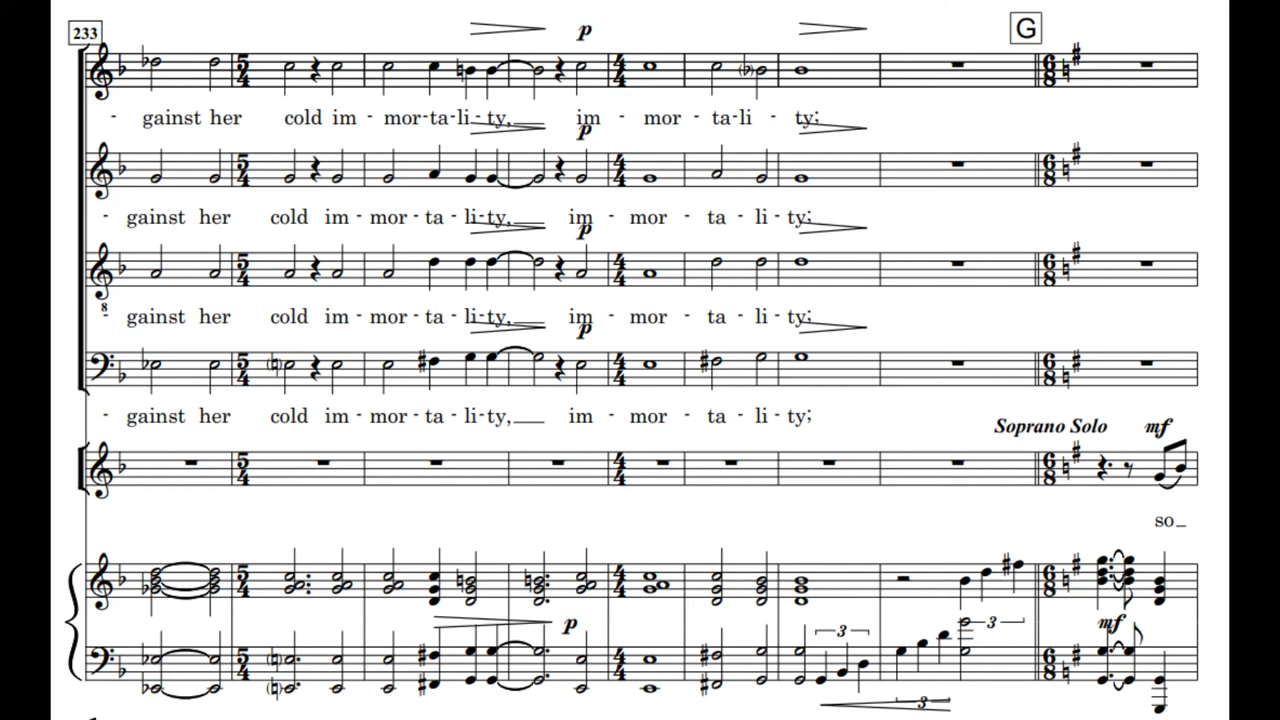 233
G
p
- gainst her cold im - mor-ta-li-ty, im - mor - ta-li - ty;
p
- gainst her cold im - mor - ta - li-ty, im - mor - ta - li - ty;
p
- gainst her cold im - mor - ta - li-ty, im - mor - ta - li - ty;
p
- gainst her cold im - mor - ta - li-ty, im - mor - ta - li - ty;
Soprano Solo mf
so
3 3
p mf
3